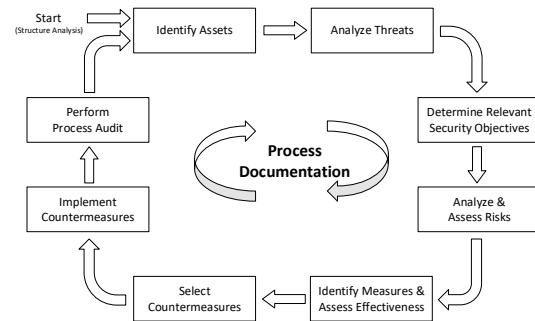 Start
(Structure Analysis)
Identify Assets
Analyze Threats
Determine Relevant
Security Objectives
Analyze &
Assess Risks
Identify Measures &
Assess Effectiveness
Select
Countermeasures
Implement
Countermeasures
Perform
Process Audit
Process
Documentation